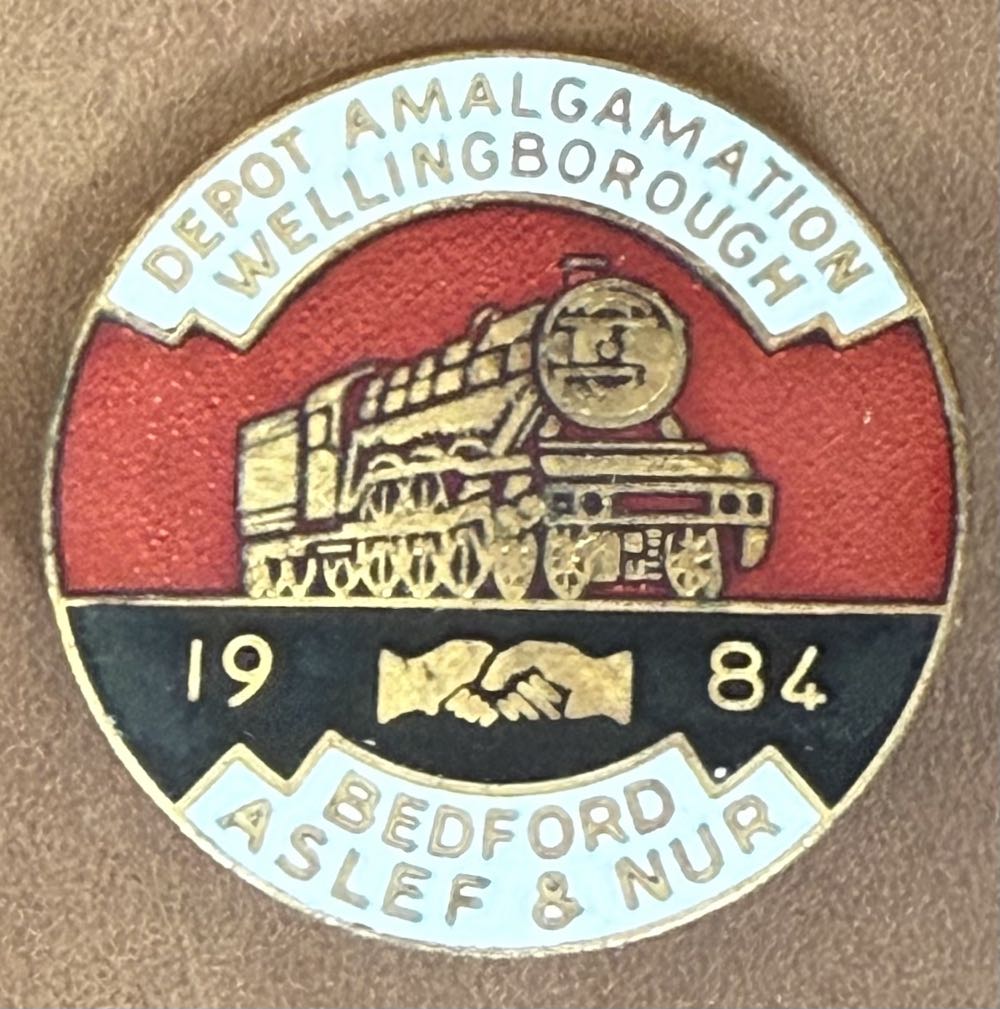 DEPOT AMALGAMATION
WELLINGBOROUGH
19 84
BEDFORD
ASLEF & NUR